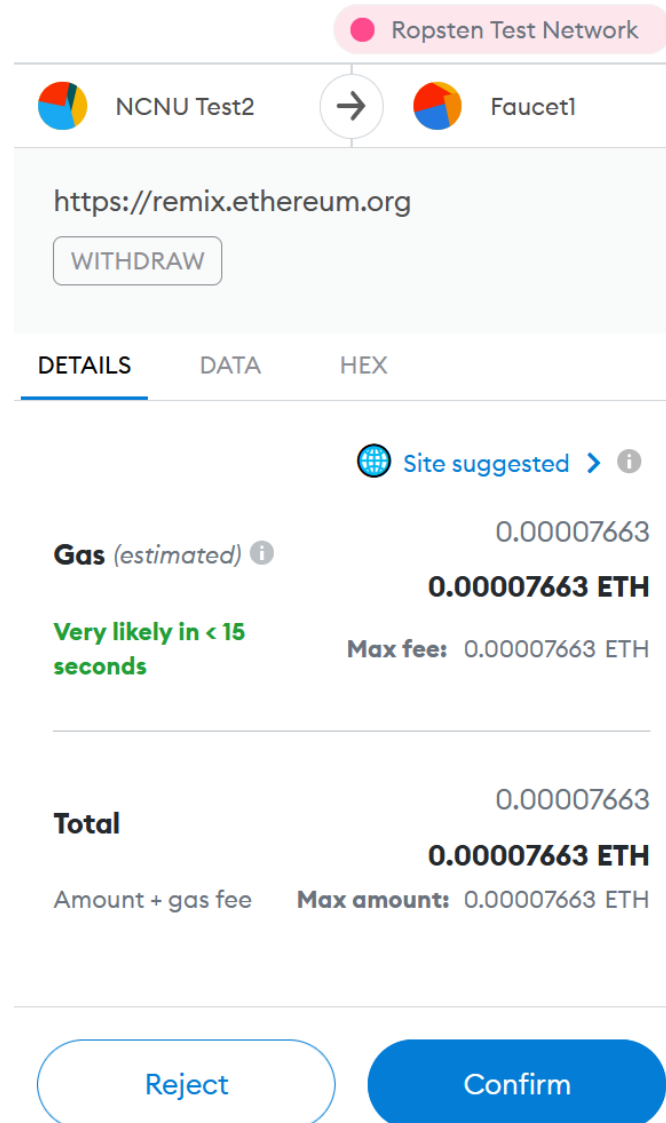 Ropsten Test Network
NCNU Test2
Faucet1
https://remix.ethereum.org
WITHDRAW
DETAILS DATA HEX
Site suggested
0.00007663
Gas (estimated)
0.00007663 ETH
Very likely in < 15
seconds
Max fee: 0.00007663 ETH
0.00007663
Total
0.00007663 ETH
Amount + gas fee Max amount: 0.00007663 ETH
Reject
Confirm